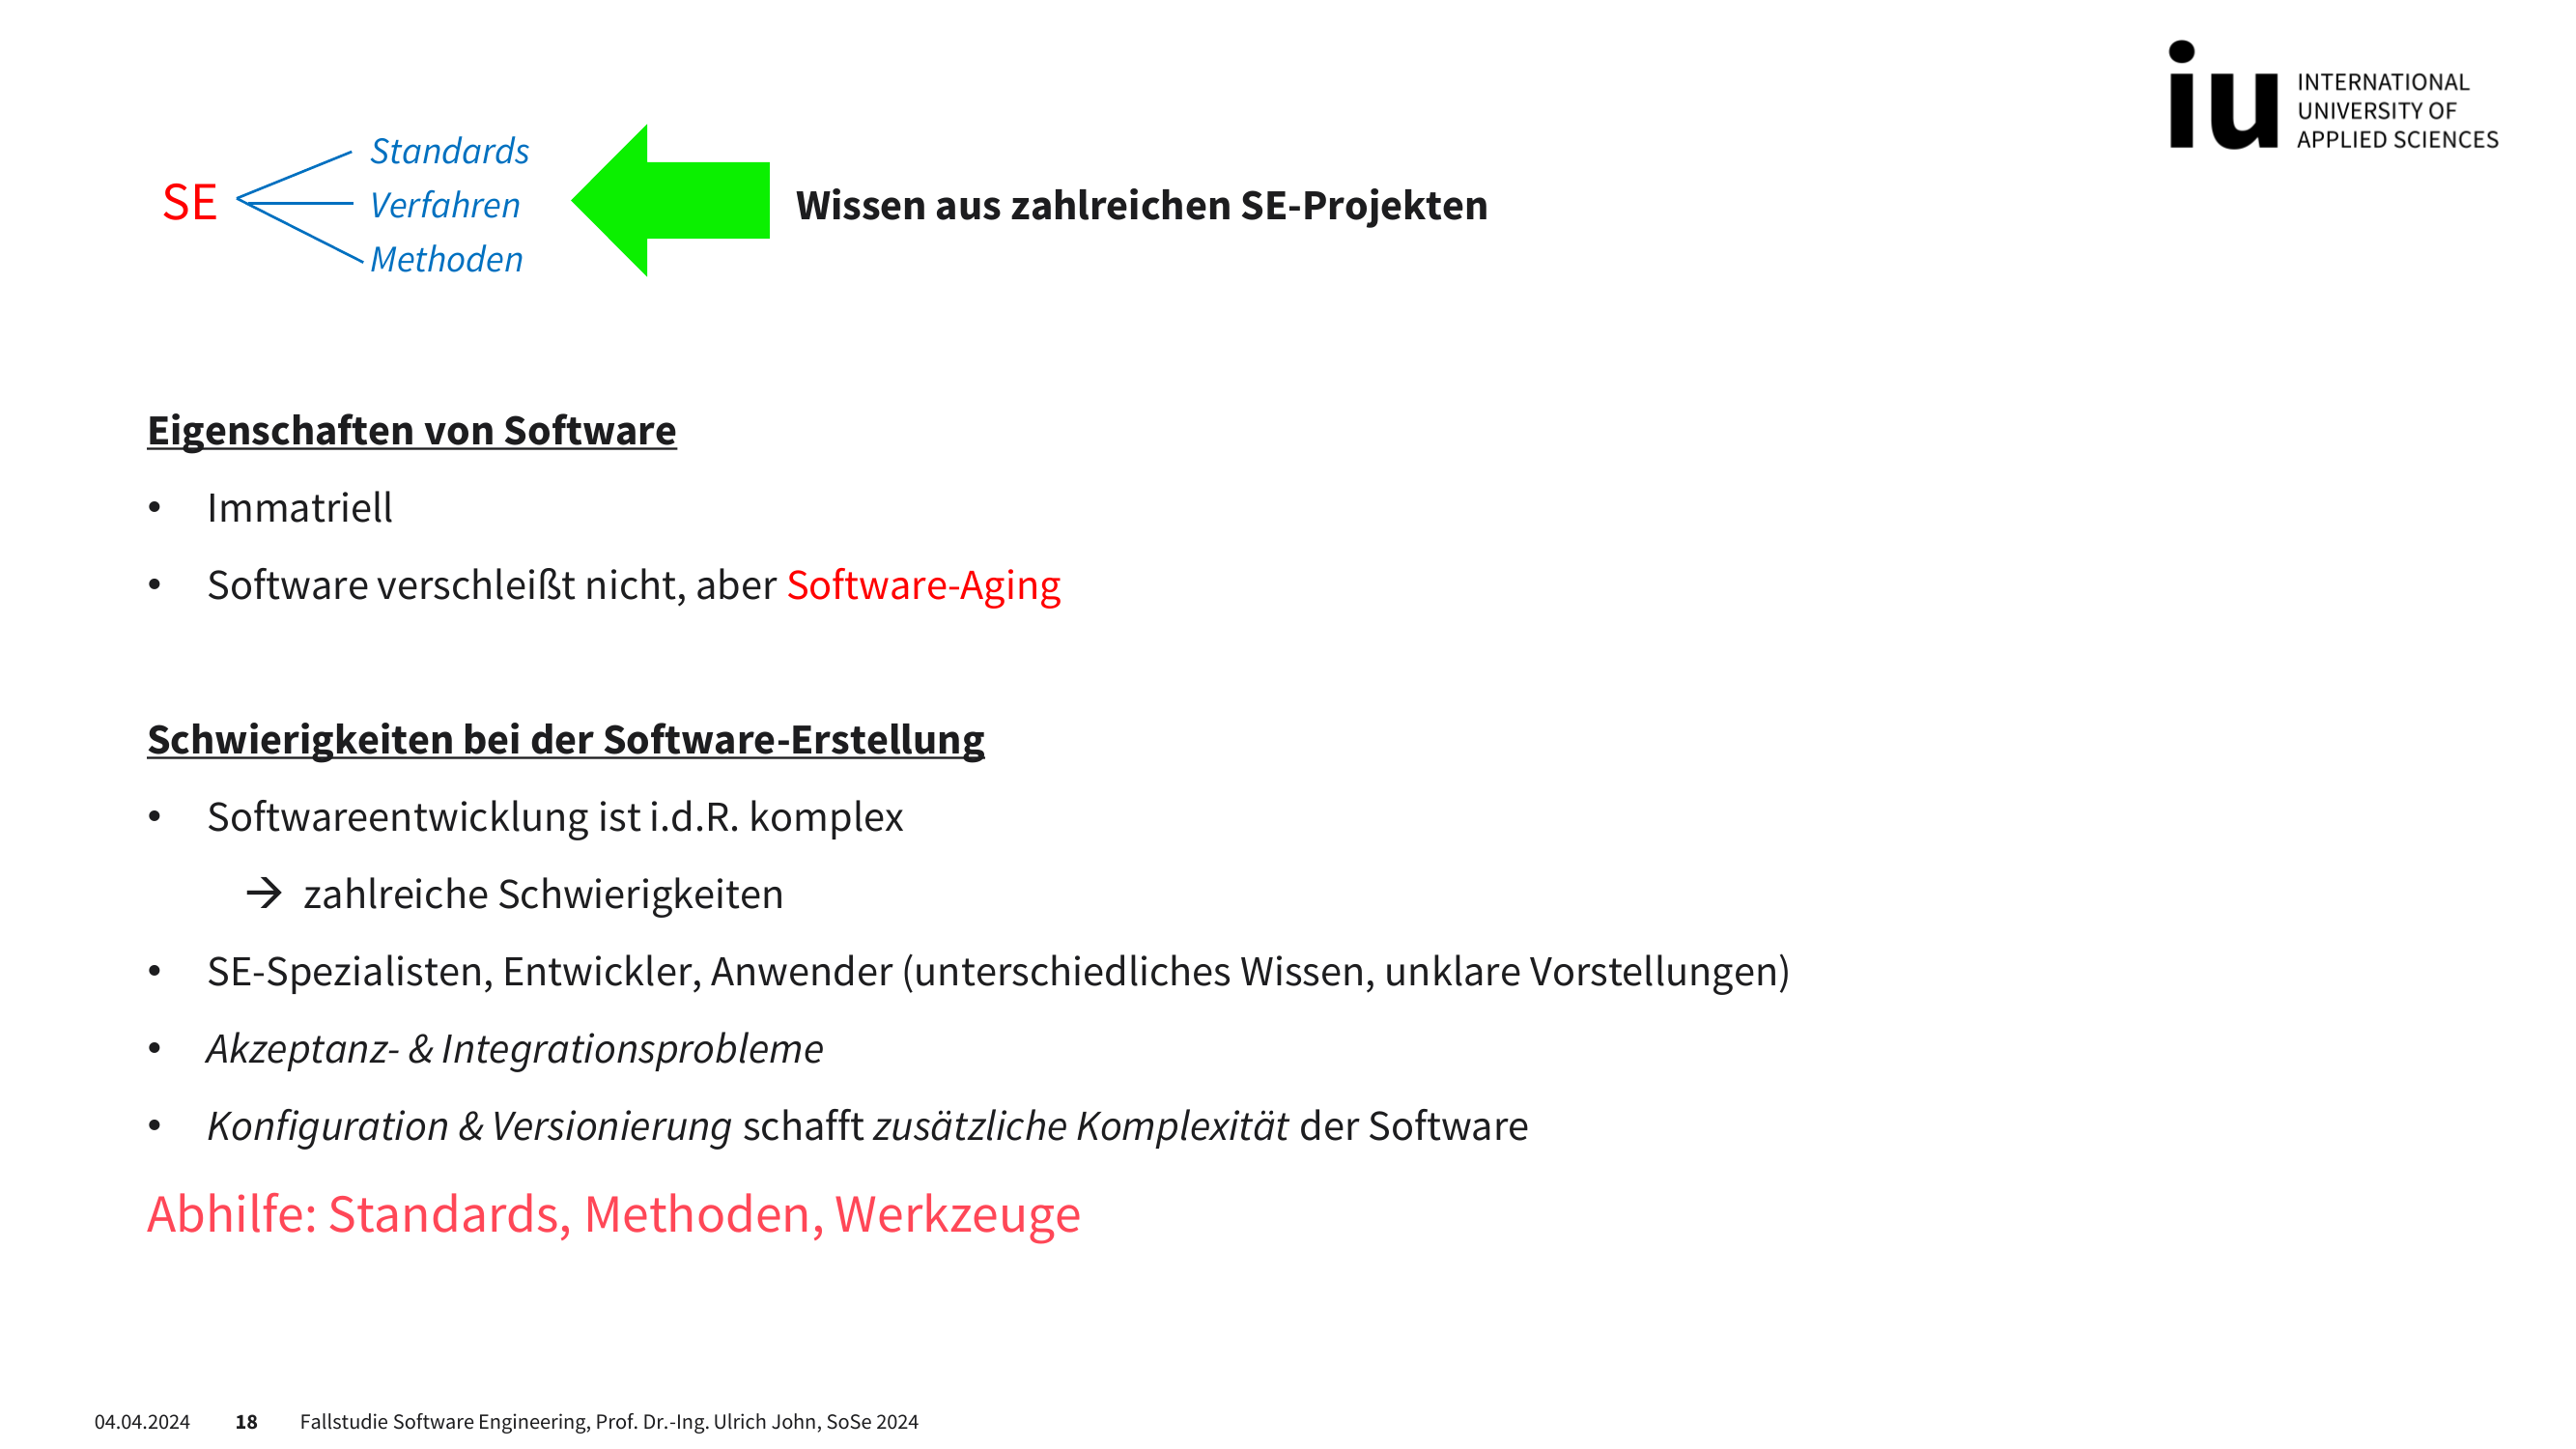 iu INTERNATIONAL
UNIVERSITY OF
APPLIED SCIENCES
Standards
SE
Verfahren
Methoden
Wissen aus zahlreichen SE-Projekten
Eigenschaften von Software
• Immatriell
• Software verschleißt nicht, aber Software-Aging
Schwierigkeiten bei der Software-Erstellung
• Softwareentwicklung ist i.d.R. komplex
→ zahlreiche Schwierigkeiten
• SE-Spezialisten, Entwickler, Anwender (unterschiedliches Wissen, unklare Vorstellungen)
• Akzeptanz- & Integrationsprobleme
• Konfiguration & Versionierung schafft zusätzliche Komplexität der Software
Abhilfe: Standards, Methoden, Werkzeuge
04.04.2024 18 Fallstudie Software Engineering, Prof. Dr.-Ing. Ulrich John, SoSe 2024